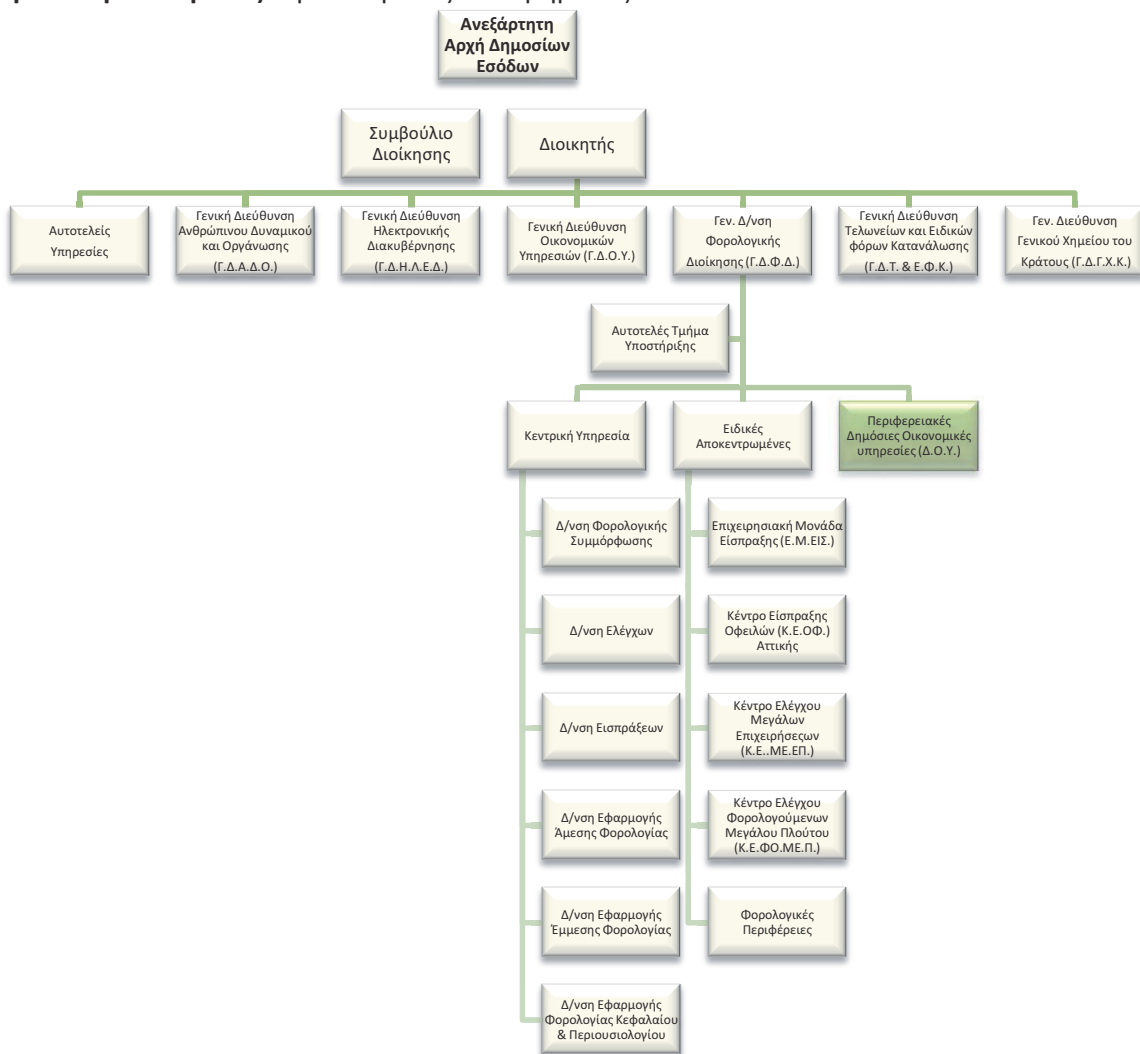 Ανεξάρτητη
Αρχή Δημοσίων
Εσόδων
Συμβούλιο
Διοίκησης
Διοικητής
Αυτοτελείς
Υπηρεσίες
Γενική Διεύθυνση
Ανθρώπινου Δυναμικού
και Οργάνωσης
(Γ.Δ.Α.Δ.Ο.)
Γενική Διεύθυνση
Ηλεκτρονικής
Διακυβέρνησης
(Γ.Δ.Η.Λ.Ε.Δ.)
Γενική Διεύθυνση
Οικονομικών
Υπηρεσιών (Γ.Δ.Ο.Υ.)
Γεν. Δ/νση
Φορολογικής
Διοίκησης (Γ.Δ.Φ.Δ.)
Γενική Διεύθυνση
Τελωνείων και Ειδικών
φόρων Κατανάλωσης
(Γ.Δ.Τ. & Ε.Φ.Κ.)
Γεν. Διεύθυνση
Γενικού Χημείου του
Κράτους (Γ.Δ.Γ.Χ.Κ.)
Αυτοτελές Τμήμα
Υποστήριξης
Κεντρική Υπηρεσία
Ειδικές
Αποκεντρωμένες
Περιφερειακές
Δημόσιες Οικονομικές
υπηρεσίες (Δ.Ο.Υ.)
Δ/νση Φορολογικής
Συμμόρφωσης
Δ/νση Ελέγχων
Δ/νση Εισπράξεων
Δ/νση Εφαρμογής
Άμεσης Φορολογίας
Δ/νση Εφαρμογής
Έμμεσης Φορολογίας
Δ/νση Εφαρμογής
Φορολογίας Κεφαλαίου
& Περιουσιολογίου
Επιχειρησιακή Μονάδα
Είσπραξης (Ε.Μ.ΕΙΣ.)
Κέντρο Είσπραξης
Οφειλών (Κ.Ε.ΟΦ.)
Αττικής
Κέντρο Ελέγχου
Μεγάλων
Επιχειρήσεςων
(Κ.Ε..ΜΕ.ΕΠ.)
Κέντρο Ελέγχου
Φορολογούμενων
Μεγάλου Πλούτου
(Κ.Ε.ΦΟ.ΜΕ.Π.)
Φορολογικές
Περιφέρειες